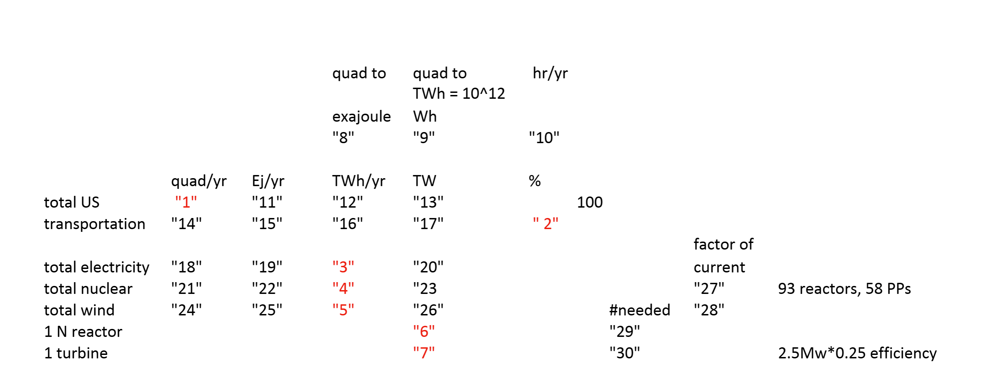 quad to quad to hr/yr
TWh = 10^12
exajoule Wh
"8" "9" "10"
quad/yr Ej/yr TWh/yr TW %
total US "1" "11" "12" "13" 100
transportation "14" "15" "16" "17" " 2"
factor of
total electricity "18" "19" "3" "20" current
total nuclear "21" "22" "4" "23 "27" 93 reactors, 58 PPs
total wind "24" "25" "5" "26" #needed "28"
1 N reactor "6" "29"
1 turbine "7" "30" 2.5Mw*0.25 efficiency